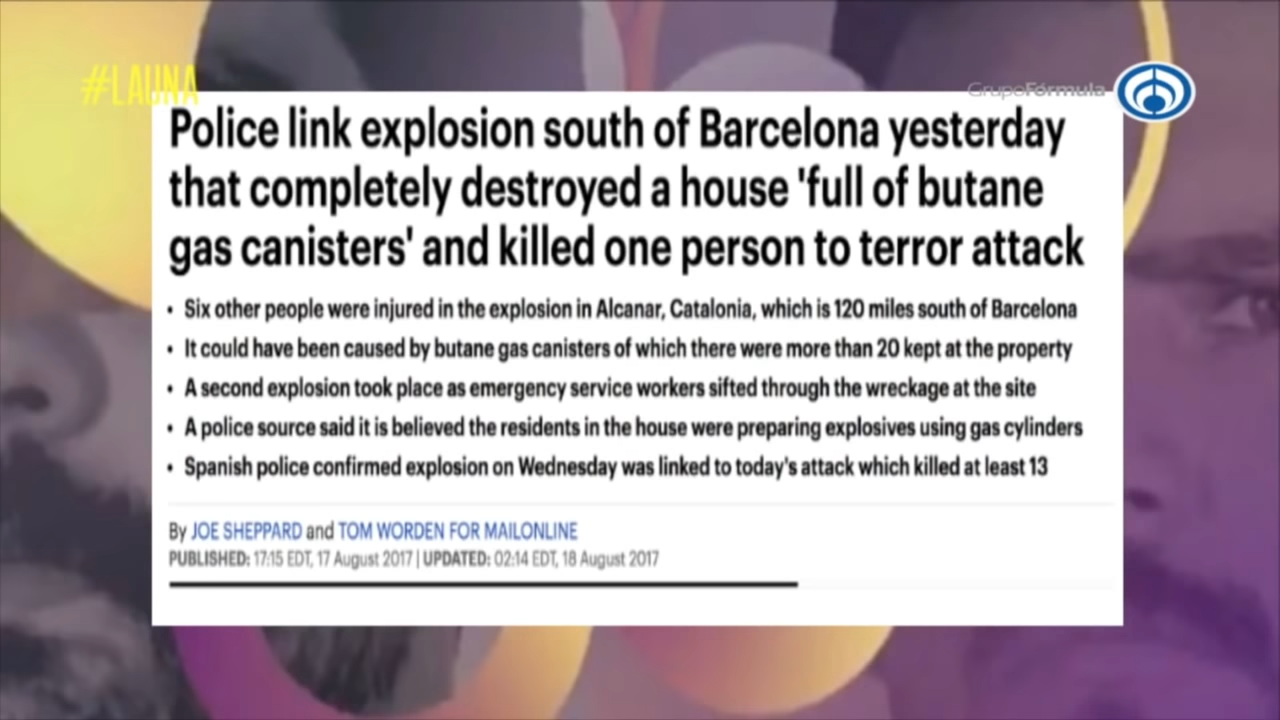 #LAUNA
GrupoFórmula
Police link explosion south of Barcelona yesterday
that completely destroyed a house 'full of butane
gas canisters' and killed one person to terror attack
• Six other people were injured in the explosion in Alcanar, Catalonia, which is 120 miles south of Barcelona
• It could have been caused by butane gas canisters of which there were more than 20 kept at the property
• A second explosion took place as emergency service workers sifted through the wreckage at the site
• A police source said it is believed the residents in the house were preparing explosives using gas cylinders
• Spanish police confirmed explosion on Wednesday was linked to today's attack which killed at least 13
By JOE SHEPPARD and TOM WORDEN FOR MAILONLINE
PUBLISHED: 17:15 EDT, 17 August 2017 | UPDATED: 02:14 EDT, 18 August 2017